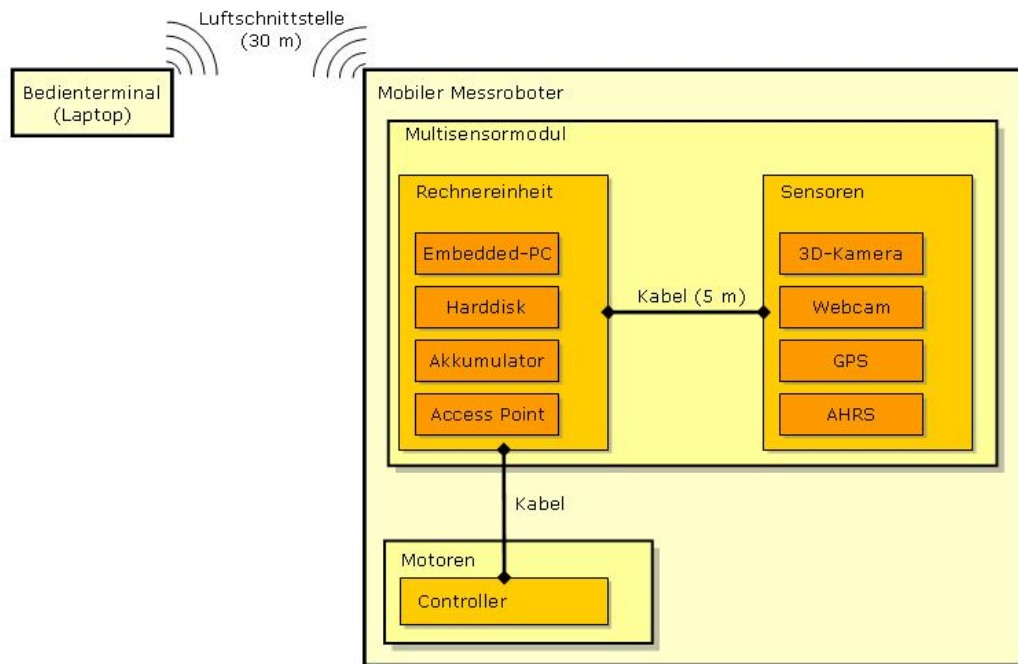 Luftschnittstelle
(30 m)
Bedienterminal
(Laptop)
Mobiler Messroboter
Multisensormodul
Rechnereinheit
Embedded-PC
Harddisk
Akkumulator
Access Point
Kabel (5 m)
Sensoren
3D-Kamera
Webcam
GPS
AHRS
Kabel
Motoren
Controller